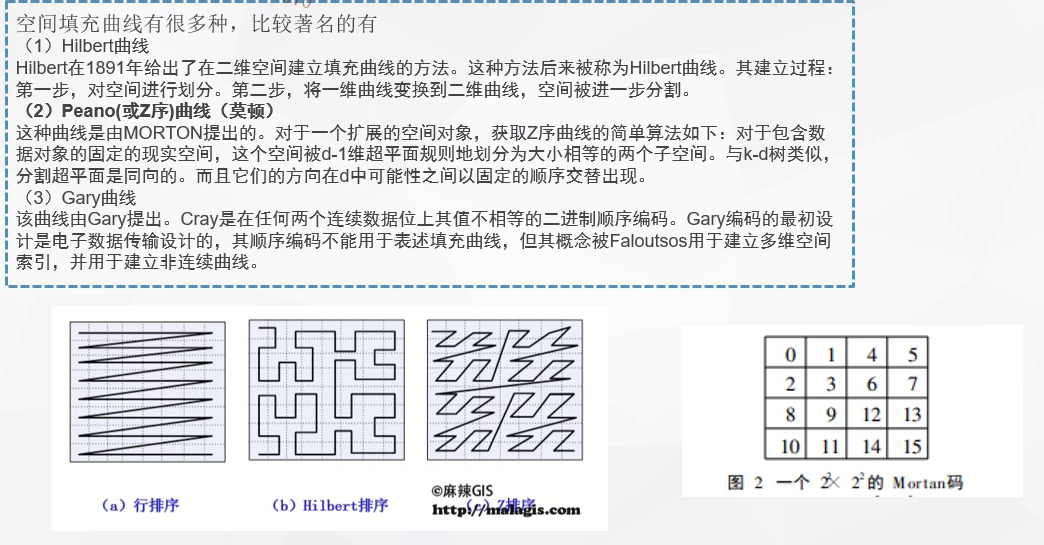 空间填充曲线有很多种，比较著名的有
（1）Hilbert曲线
Hilbert在1891年给出了在二维空间建立填充曲线的方法。这种方法后来被称为Hilbert曲线。其建立过程：
第一步，对空间进行划分。第二步，将一维曲线变换到二维曲线，空间被进一步分割。
（2）Peano(或Z序)曲线（莫顿）
这种曲线是由MORTON提出的。对于一个扩展的空间对象，获取Z序曲线的简单算法如下：对于包含数
据对象的固定的现实空间，这个空间被d-1维超平面规则地划分为大小相等的两个子空间。与k-d树类似，
分割超平面是同向的。而且它们的方向在d中可能性之间以固定的顺序交替出现。
（3）Gary曲线
该曲线由Gary提出。Cray是在任何两个连续数据位上其值不相等的二进制顺序编码。Gary编码的最初设
计是电子数据传输设计的，其顺序编码不能用于表述填充曲线，但其概念被Faloutsos用于建立多维空间
索引，并用于建立非连续曲线。
（a）行排序
（b）Hilbert排序
（c）Z排序
©麻辣GIS
http://malagis.com
0 1 4 5
2 3 6 7
8 9 12 13
10 11 14 15
图 2 一个 2²× 2² 的 Mortan码